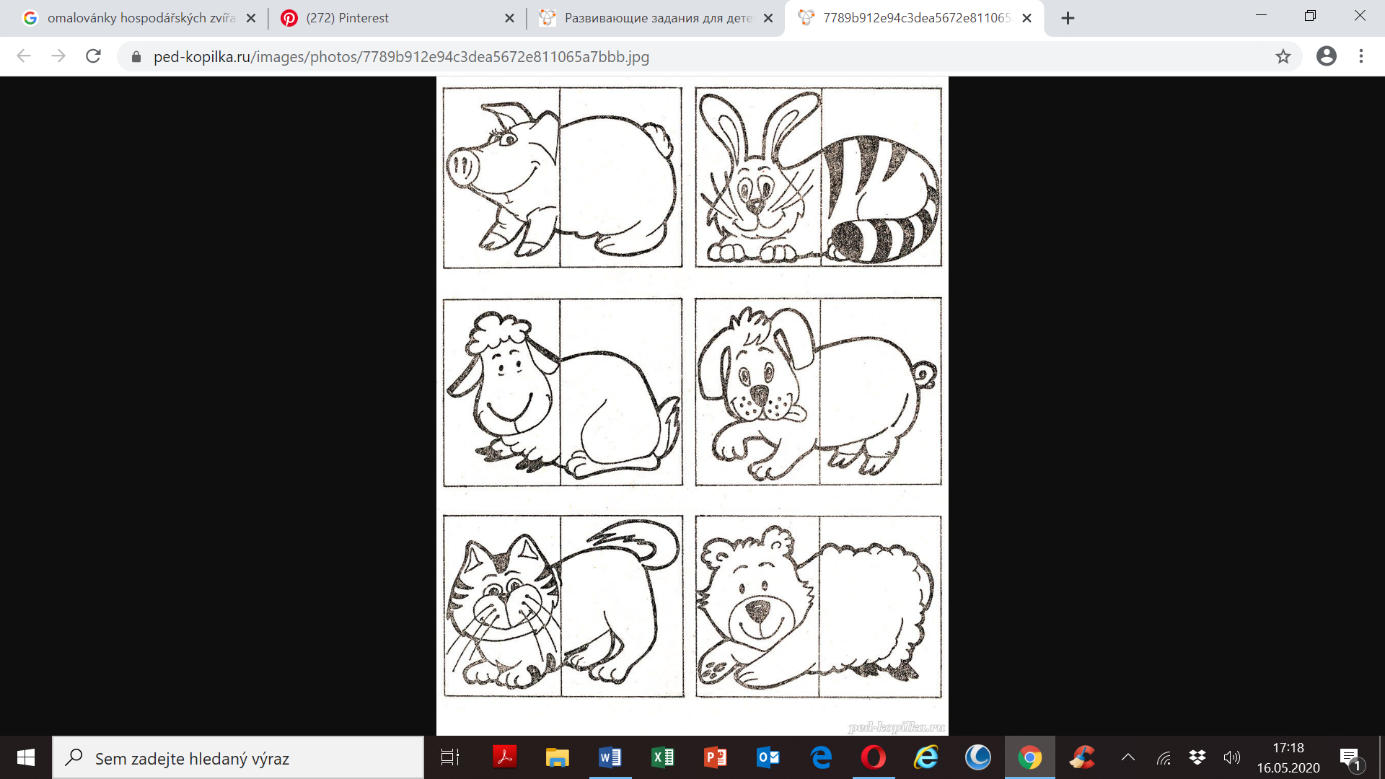 omalovánky hospodářských zvířa
(272) Pinterest
Развивающие задания для дете
7789b912e94c3dea5672e811065
ped-kopilka.ru/images/photos/7789b912e94c3dea5672e811065a7bbb.jpg
ped-kopilka.ru
Sem zadejte hledaný výraz
17:18
16.05.2020
1